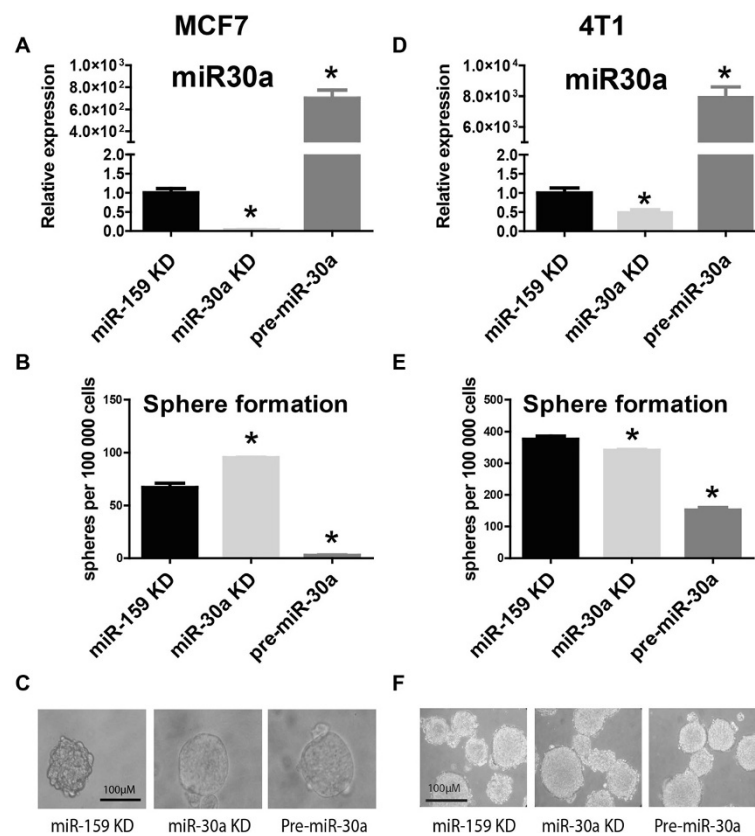 MCF7
A
miR30a
Relative expression
1.0×10³
8.0×10²
6.0×10²
4.0×10²
2.0
1.5
1.0
0.5
0.0
*
*
miR-159 KD
miR-30a KD
pre-miR-30a
B
Sphere formation
spheres per 100 000 cells
150
100
50
0
*
*
miR-159 KD
miR-30a KD
pre-miR-30a
C
100µM
miR-159 KD
miR-30a KD
Pre-miR-30a
4T1
D
miR30a
Relative expression
1.0×10⁴
8.0×10³
6.0×10³
2.0
1.5
1.0
0.5
0.0
*
*
miR-159 KD
miR-30a KD
pre-miR-30a
E
Sphere formation
spheres per 100 000 cells
500
400
300
200
100
0
*
*
miR-159 KD
miR-30a KD
pre-miR-30a
F
100µM
miR-159 KD
miR-30a KD
Pre-miR-30a